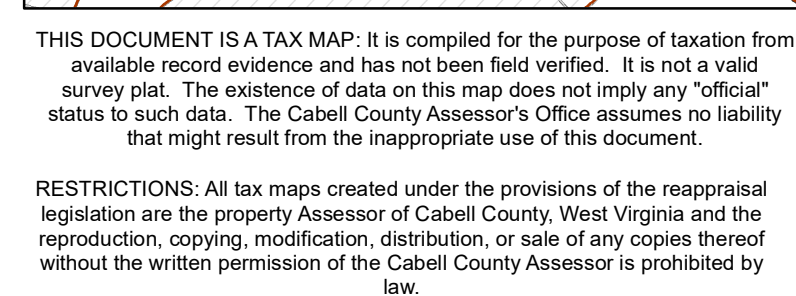 THIS DOCUMENT IS A TAX MAP: It is compiled for the purpose of taxation from
available record evidence and has not been field verified.  It is not a valid
survey plat.  The existence of data on this map does not imply any "official"
status to such data.  The Cabell County Assessor's Office assumes no liability
that might result from the inappropriate use of this document.
RESTRICTIONS: All tax maps created under the provisions of the reappraisal
legislation are the property Assessor of Cabell County, West Virginia and the
reproduction, copying, modification, distribution, or sale of any copies thereof
without the written permission of the Cabell County Assessor is prohibited by
law.